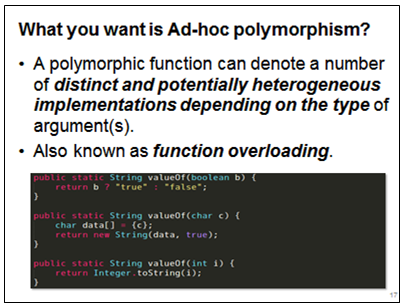 What you want is Ad-hoc polymorphism?
• A polymorphic function can denote a number
of distinct and potentially heterogeneous
implementations depending on the type of
argument(s).
• Also known as function overloading.
public static String valueOf(boolean b) {
return b ? "true" : "false";
}
public static String valueOf(char c) {
char data[] = {c};
return new String(data, true);
}
public static String valueOf(int i) {
return Integer.toString(i);
}
17